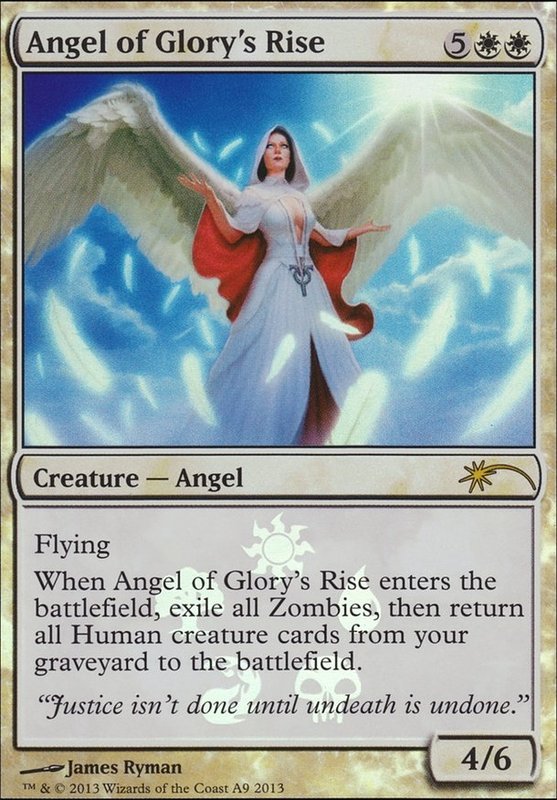 Angel of Glory's Rise 5
Creature — Angel
Flying
When Angel of Glory's Rise enters the
battlefield, exile all Zombies, then return
all Human creature cards from your
graveyard to the battlefield.
“Justice isn't done until undeath is undone.”
4/6
James Ryman
™ & © 2013 Wizards of the Coast A9 2013